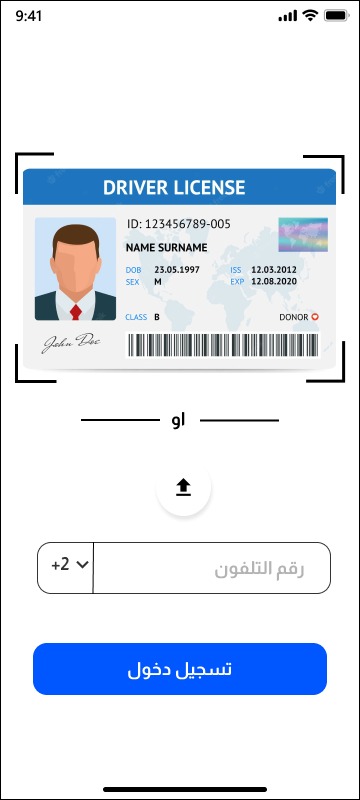 9:41
DRIVER LICENSE
ID: 123456789-005
NAME SURNAME
DOB 23.05.1997 ISS 12.03.2012
SEX M EXP 12.08.2020
CLASS B DONOR
John Doe
او
+2 رقم التلفون
تسجيل دخول